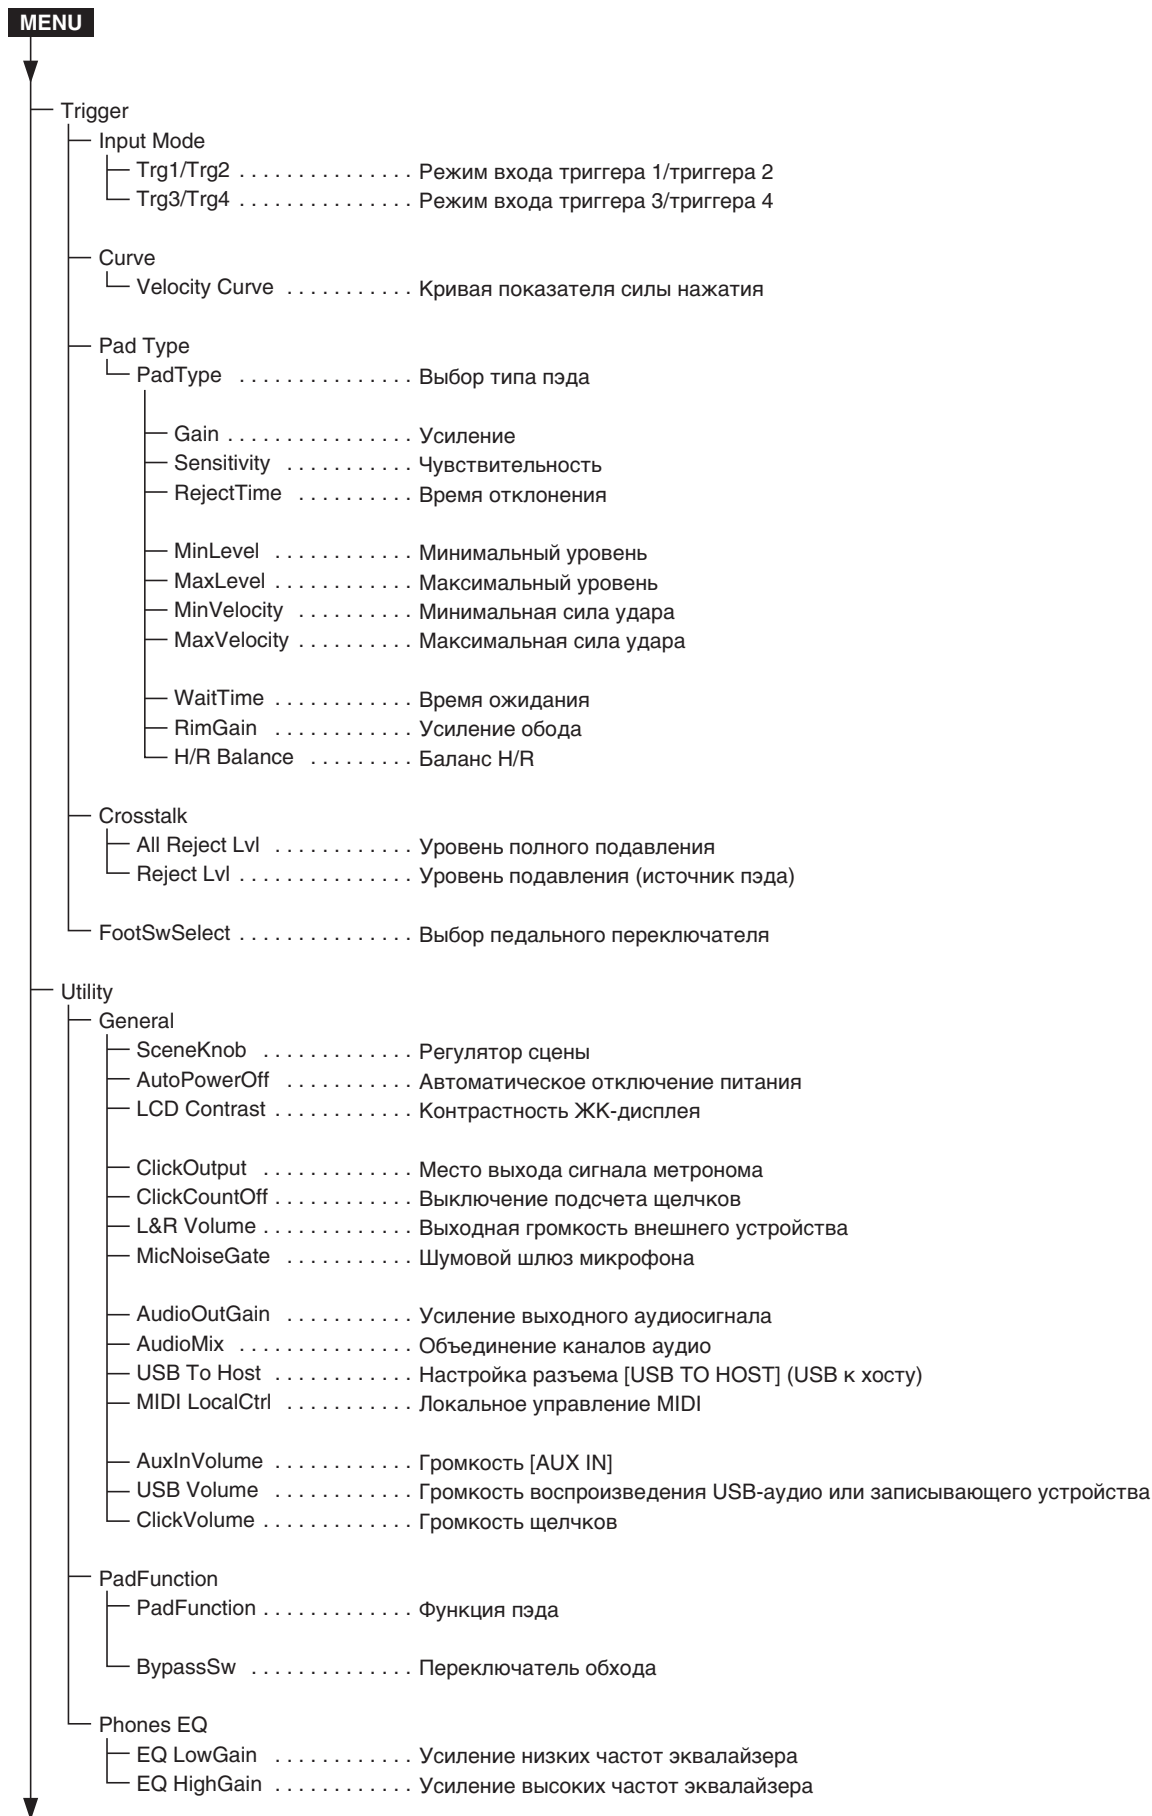 MENU
Trigger
Input Mode
Trg1/Trg2 . . . . . . . . . . . . . . . Режим входа триггера 1/триггера 2
Trg3/Trg4 . . . . . . . . . . . . . . . Режим входа триггера 3/триггера 4
Curve
Velocity Curve . . . . . . . . . . . Кривая показателя силы нажатия
Pad Type
PadType . . . . . . . . . . . . . . . Выбор типа пэда
Gain . . . . . . . . . . . . . . . . Усиление
Sensitivity . . . . . . . . . . . Чувствительность
RejectTime . . . . . . . . . . Время отклонения
MinLevel . . . . . . . . . . . . Минимальный уровень
MaxLevel . . . . . . . . . . . . Максимальный уровень
MinVelocity . . . . . . . . . . Минимальная сила удара
MaxVelocity . . . . . . . . . . Максимальная сила удара
WaitTime . . . . . . . . . . . . Время ожидания
RimGain . . . . . . . . . . . . Усиление обода
H/R Balance . . . . . . . . . Баланс H/R
Crosstalk
All Reject Lvl . . . . . . . . . . . . Уровень полного подавления
Reject Lvl . . . . . . . . . . . . . . . Уровень подавления (источник пэда)
FootSwSelect . . . . . . . . . . . . . . . Выбор педального переключателя
Utility
General
SceneKnob . . . . . . . . . . . . . Регулятор сцены
AutoPowerOff . . . . . . . . . . . Автоматическое отключение питания
LCD Contrast . . . . . . . . . . . . Контрастность ЖК-дисплея
ClickOutput . . . . . . . . . . . . . Место выхода сигнала метронома
ClickCountOff . . . . . . . . . . . . Выключение подсчета щелчков
L&R Volume . . . . . . . . . . . . . Выходная громкость внешнего устройства
MicNoiseGate . . . . . . . . . . . Шумовой шлюз микрофона
AudioOutGain . . . . . . . . . . . Усиление выходного аудиосигнала
AudioMix . . . . . . . . . . . . . . . Объединение каналов аудио
USB To Host . . . . . . . . . . . . Настройка разъема [USB TO HOST] (USB к хосту)
MIDI LocalCtrl . . . . . . . . . . . Локальное управление MIDI
AuxInVolume . . . . . . . . . . . . Громкость [AUX IN]
USB Volume . . . . . . . . . . . . Громкость воспроизведения USB-аудио или записывающего устройства
ClickVolume . . . . . . . . . . . . . Громкость щелчков
PadFunction
PadFunction . . . . . . . . . . . . . Функция пэда
BypassSw . . . . . . . . . . . . . . Переключатель обхода
Phones EQ
EQ LowGain . . . . . . . . . . . . Усиление низких частот эквалайзера
EQ HighGain . . . . . . . . . . . . Усиление высоких частот эквалайзера